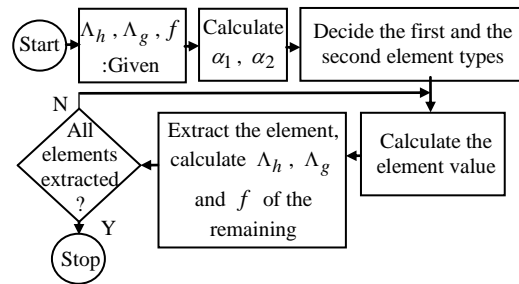 Start
Λh , Λg , f
:Given
Calculate
α1 , α2
Decide the first and the
second element types
N
All
elements
extracted
?
Y
Extract the element,
calculate Λh , Λg
and f of the
remaining
Calculate the
element value
Stop